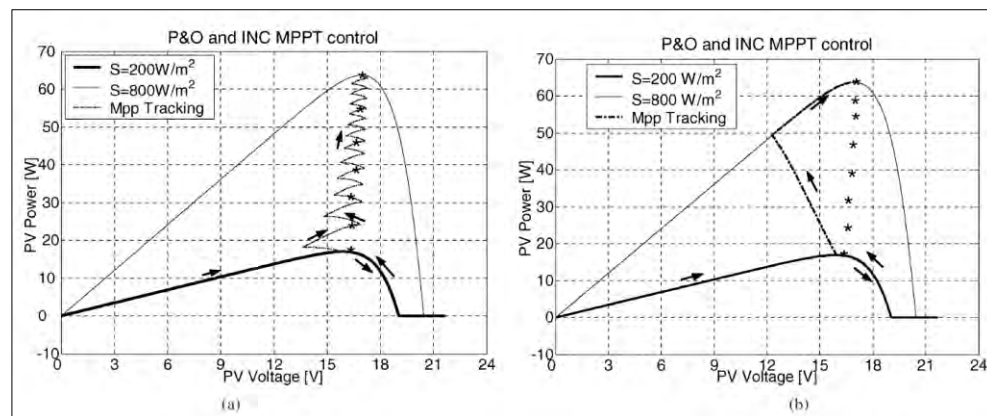 P&O and INC MPPT control
70
60
50
40
30
20
10
0
-10
PV Power [W]
S=200W/m²
S=800W/m²
Mpp Tracking
0 3 6 9 12 15 18 21 24
PV Voltage [V]
(a)
P&O and INC MPPT control
70
60
50
40
30
20
10
0
-10
PV Power [W]
S=200 W/m²
S=800 W/m²
Mpp Tracking
0 3 6 9 12 15 18 21 24
PV Voltage [V]
(b)